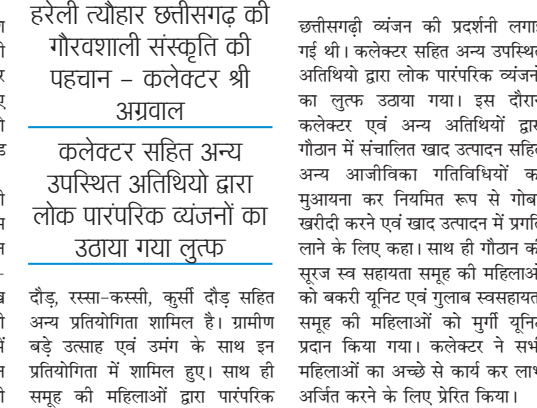 हरेली त्यौहार छत्तीसगढ़ की
गौरवशाली संस्कृति की
पहचान – कलेक्टर श्री
अग्रवाल
कलेक्टर सहित अन्य
उपस्थित अतिथियो द्वारा
लोक पारंपरिक व्यंजनों का
उठाया गया लुत्फ
दौड़, रस्सा-कस्सी, कुर्सी दौड़ सहित
अन्य प्रतियोगिता शामिल है। ग्रामीण
बड़े उत्साह एवं उमंग के साथ इन
प्रतियोगिता में शामिल हुए। साथ ही
समूह की महिलाओं द्वारा पारंपरिक
छत्तीसगढ़ी व्यंजन की प्रदर्शनी
गई थी। कलेक्टर सहित अन्य
अतिथियो द्वारा लोक पारंपरिक
का लुत्फ उठाया गया। इस
कलेक्टर एवं अन्य अतिथियों
गौठान में संचालित खाद उत्पादन
अन्य आजीविका गतिविधियों
मुआयना कर नियमित रूप से
खरीदी करने एवं खाद उत्पादन में
लाने के लिए कहा। साथ ही गौठान
सूरज स्व सहायता समूह की
को बकरी यूनिट एवं गुलाब
समूह की महिलाओं को मुर्गी
प्रदान किया गया। कलेक्टर ने
महिलाओं का अच्छे से कार्य कर
अर्जित करने के लिए प्रेरित किया।